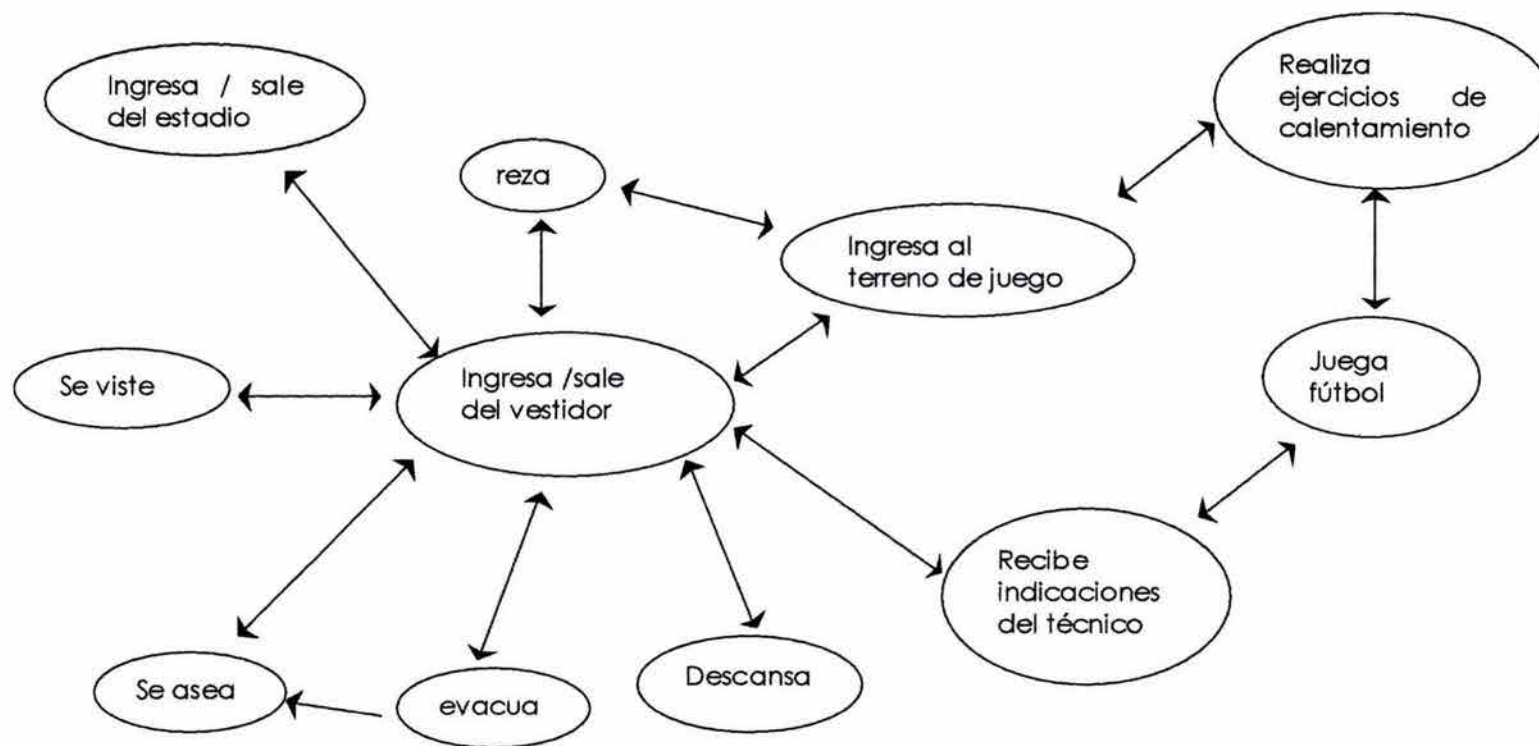 Ingresa / sale
del estadio
Realiza
ejercicios de
calentamiento
reza
Ingresa al
terreno de juego
Se viste
Ingresa /sale
del vestidor
Juega
fútbol
Recibe
indicaciones
del técnico
Se asea
evacua
Descansa